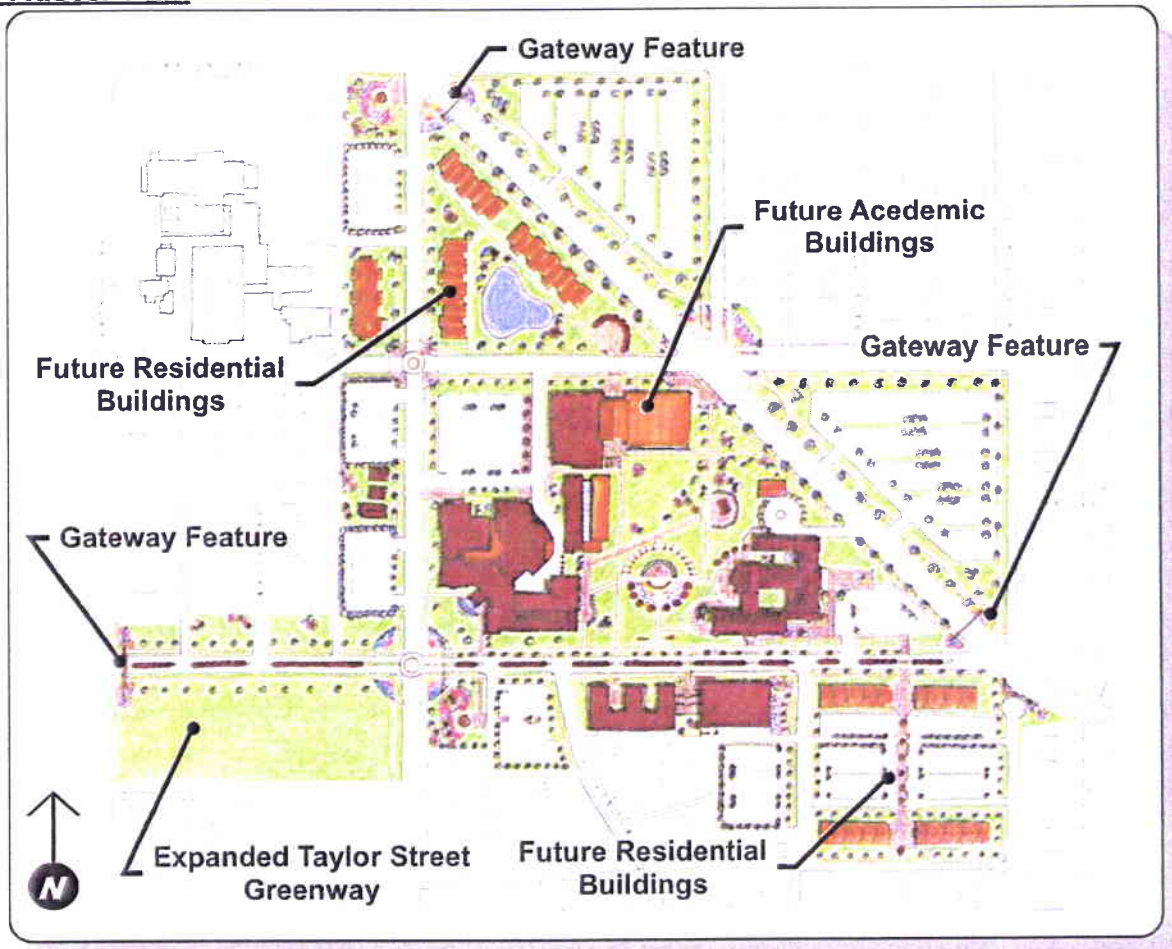 Gateway Feature
Future Acedemic
Buildings
Gateway Feature
Future Residential
Buildings
Gateway Feature
Expanded Taylor Street
Greenway
Future Residential
Buildings
N